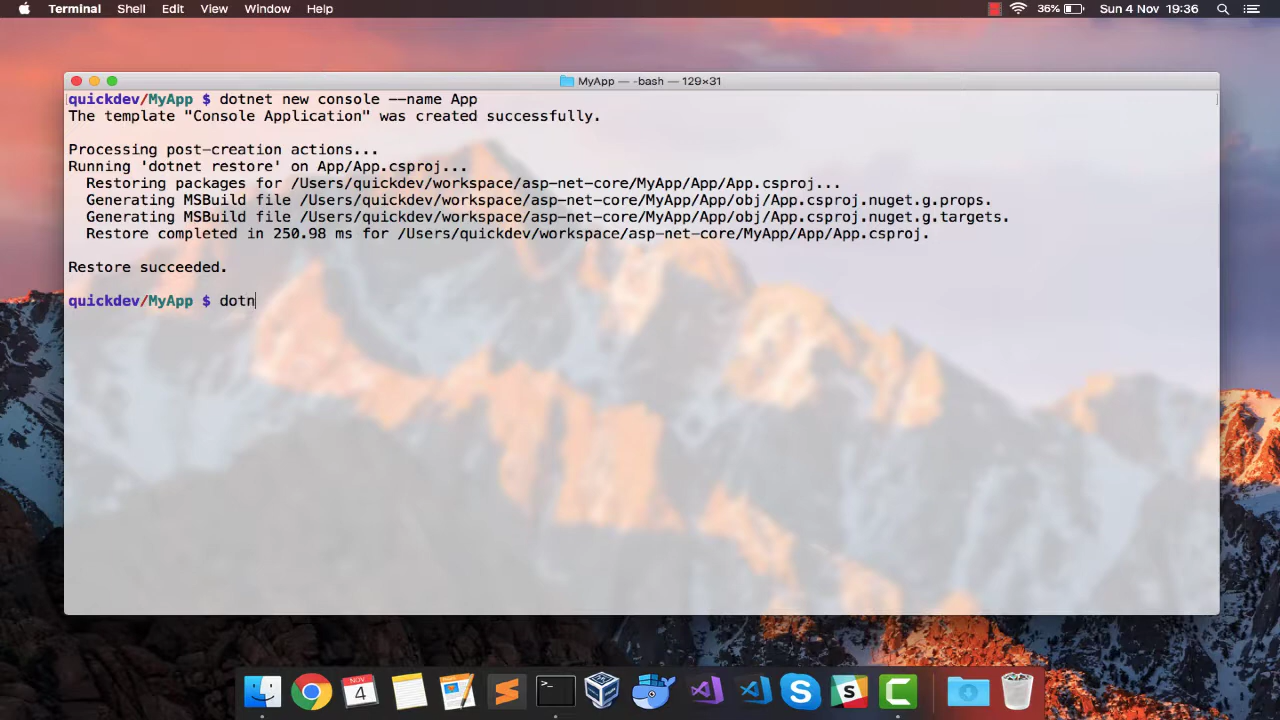 Terminal Shell Edit View Window Help 36% Sun 4 Nov 19:36
MyApp — -bash — 129×31
quickdev/MyApp $ dotnet new console --name App
The template "Console Application" was created successfully.
Processing post-creation actions...
Running 'dotnet restore' on App/App.csproj...
Restoring packages for /Users/quickdev/workspace/asp-net-core/MyApp/App/App.csproj...
Generating MSBuild file /Users/quickdev/workspace/asp-net-core/MyApp/App/obj/App.csproj.nuget.g.props.
Generating MSBuild file /Users/quickdev/workspace/asp-net-core/MyApp/App/obj/App.csproj.nuget.g.targets.
Restore completed in 250.98 ms for /Users/quickdev/workspace/asp-net-core/MyApp/App/App.csproj.
Restore succeeded.
quickdev/MyApp $ dotn
NOV
4
>_
S
S
C